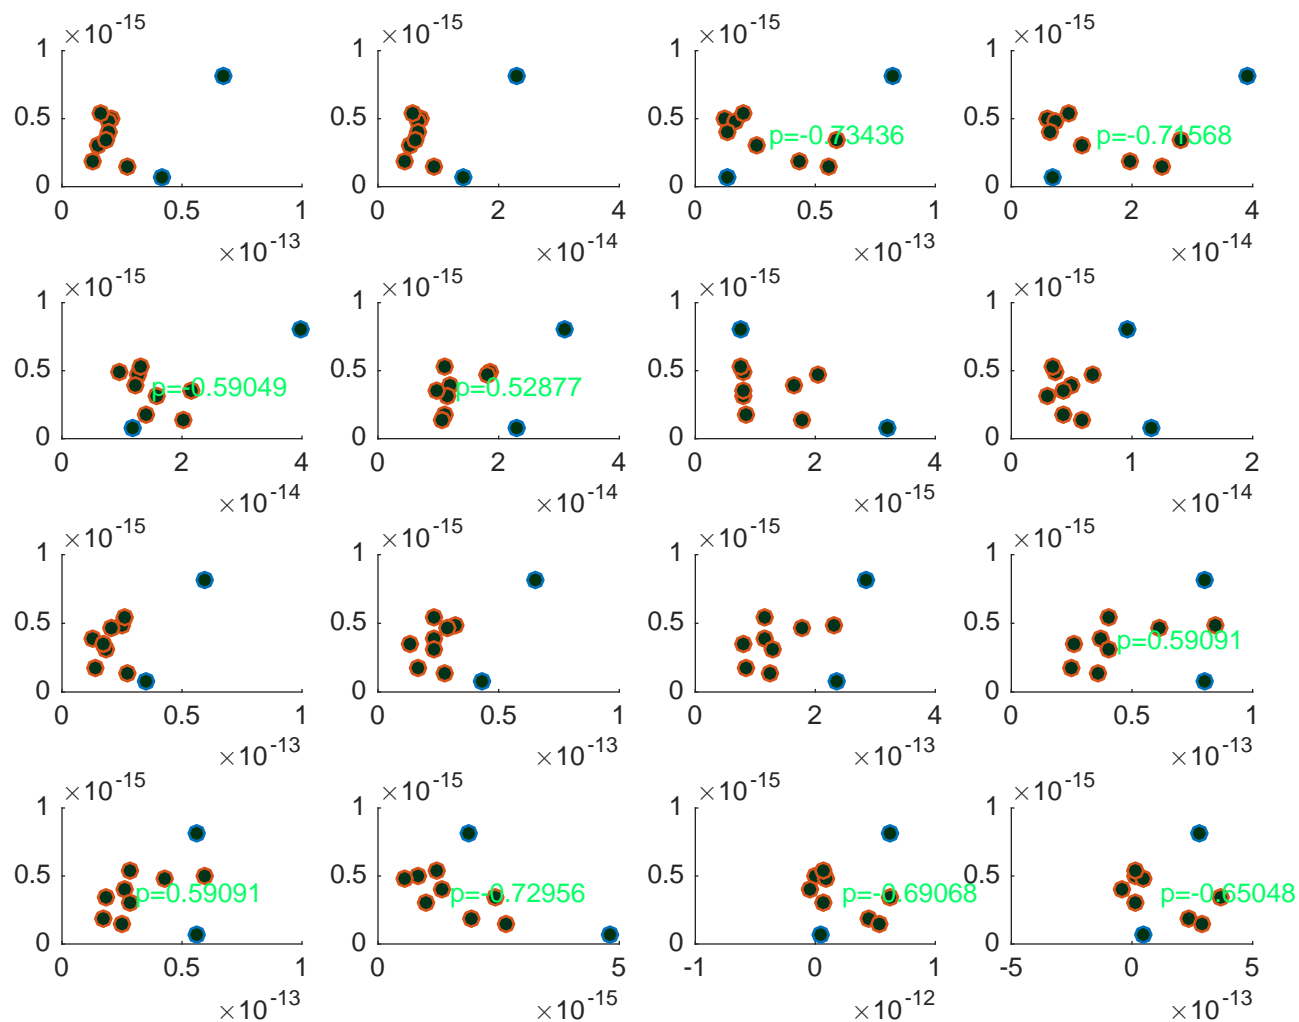 ×10-15 ×10-15 ×10-15 ×10-15
1 1 1 1
0.5 0.5 0.5 p=-0.73436 0.5 p=-0.71568
0 0 0 0
0 0.5 1 0 2 4 0 0.5 1 0 2 4
×10-13 ×10-14 ×10-13 ×10-14
×10-15 ×10-15 ×10-15 ×10-15
1 1 1 1
0.5 p=-0.59049 0.5 p=0.52877 0.5 0.5
0 0 0 0
0 2 4 0 2 4 0 2 4 0 1 2
×10-14 ×10-14 ×10-15 ×10-14
×10-15 ×10-15 ×10-15 ×10-15
1 1 1 1
0.5 0.5 0.5 0.5 p=0.59091
0 0 0 0
0 0.5 1 0 0.5 1 0 2 4 0 0.5 1
×10-13 ×10-13 ×10-13 ×10-13
×10-15 ×10-15 ×10-15 ×10-15
1 1 1 1
0.5 p=0.59091 0.5 p=-0.72956 0.5 p=-0.69068 0.5 p=-0.65048
0 0 0 0
0 0.5 1 0 5 -1 0 1 -5 0 5
×10-13 ×10-15 ×10-12 ×10-13